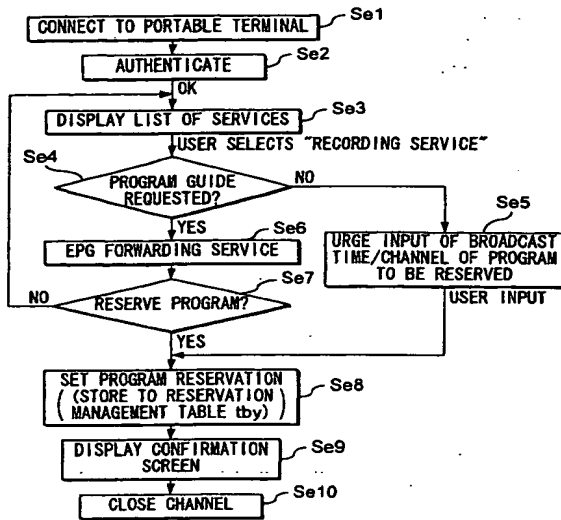 CONNECT TO PORTABLE TERMINAL
Se1
AUTHENTICATE
Se2
OK
DISPLAY LIST OF SERVICES
Se3
USER SELECTS "RECORDING SERVICE"
Se4
PROGRAM GUIDE
REQUESTED?
NO
YES
Se5
URGE INPUT OF BROADCAST
TIME/CHANNEL OF PROGRAM
TO BE RESERVED
USER INPUT
Se6
EPG FORWARDING SERVICE
Se7
RESERVE PROGRAM?
NO
YES
SET PROGRAM RESERVATION
(STORE TO RESERVATION
MANAGEMENT TABLE tby)
Se8
DISPLAY CONFIRMATION
SCREEN
Se9
CLOSE CHANNEL
Se10